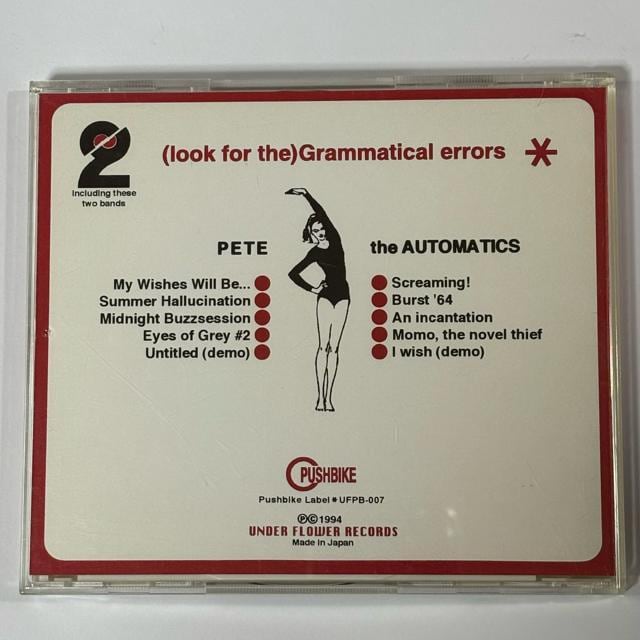 2
Including these
two bands
(look for the)Grammatical errors *
PETE
My Wishes Will Be...
Summer Hallucination
Midnight Buzzsession
Eyes of Grey #2
Untitled (demo)
the AUTOMATICS
Screaming!
Burst '64
An incantation
Momo, the novel thief
I wish (demo)
PUSHBIKE
Pushbike Label*UFPB-007
℗©1994
UNDER FLOWER RECORDS
Made in Japan